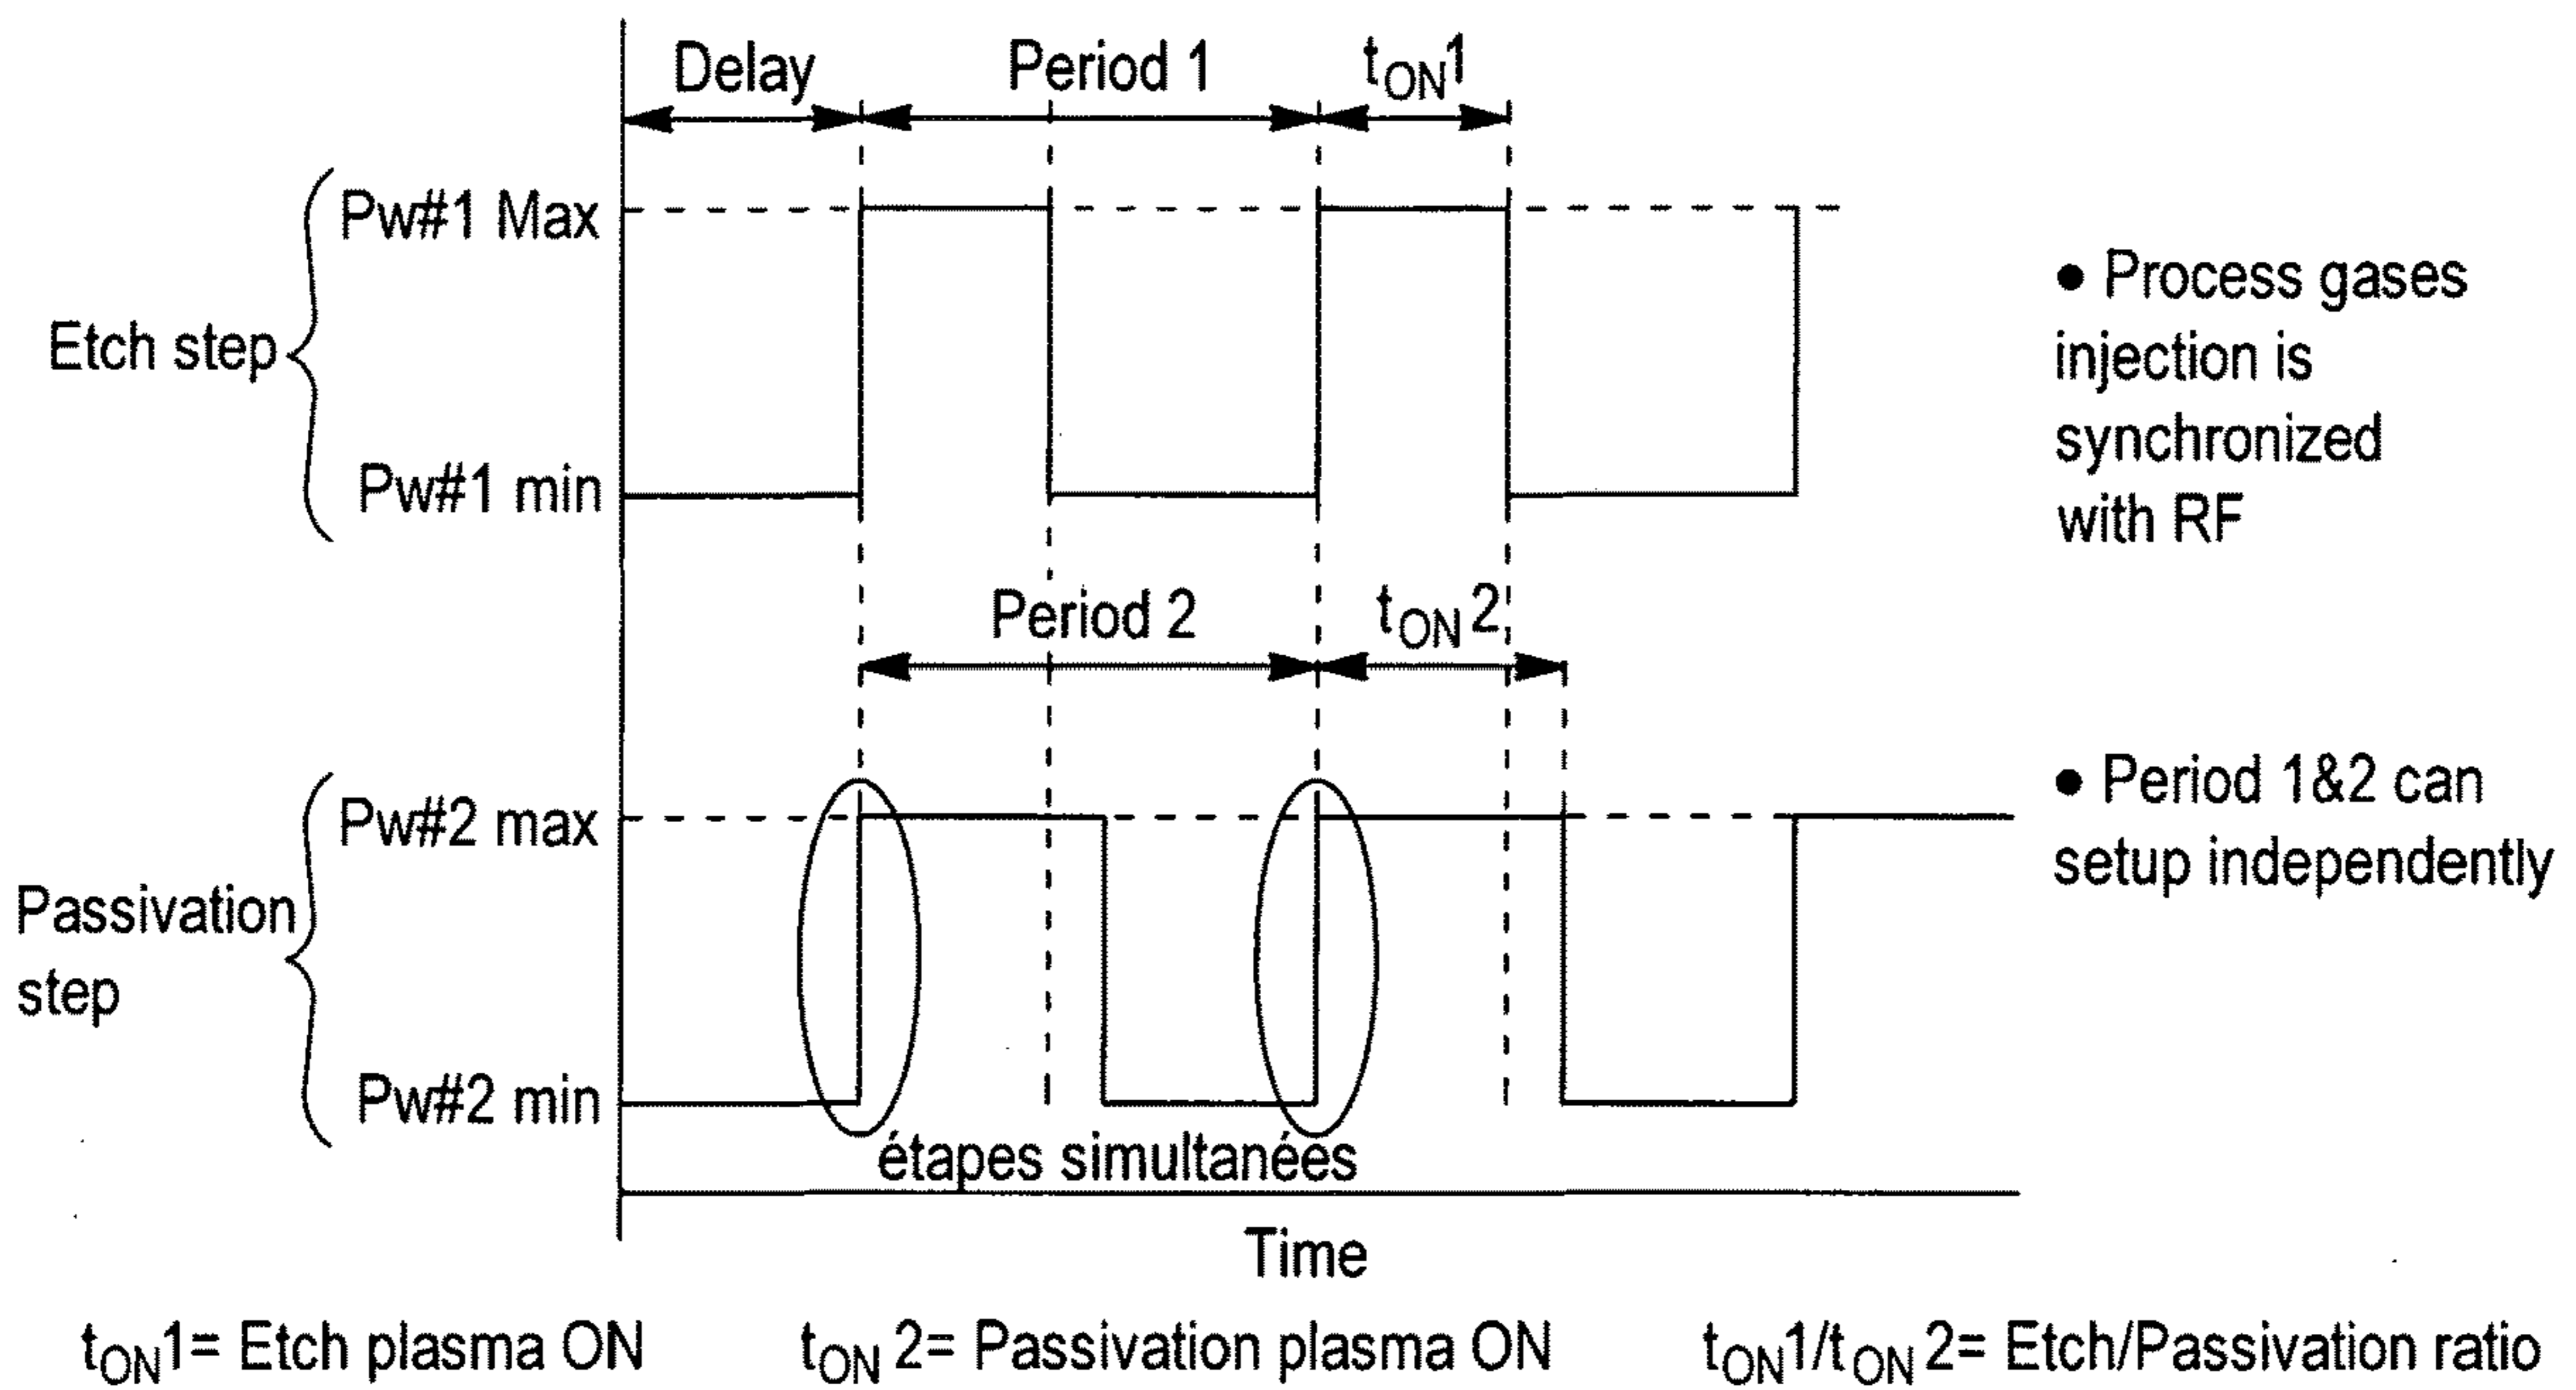 Delay
Period 1
tON1
Pw#1 Max
Etch step
Pw#1 min
• Process gases
injection is
synchronized
with RF
Period 2
tON 2
Pw#2 max
Passivation
step
Pw#2 min
• Period 1&2 can
setup independently
étapes simultanées
Time
tON1= Etch plasma ON
tON 2= Passivation plasma ON
tON1/tON 2= Etch/Passivation ratio